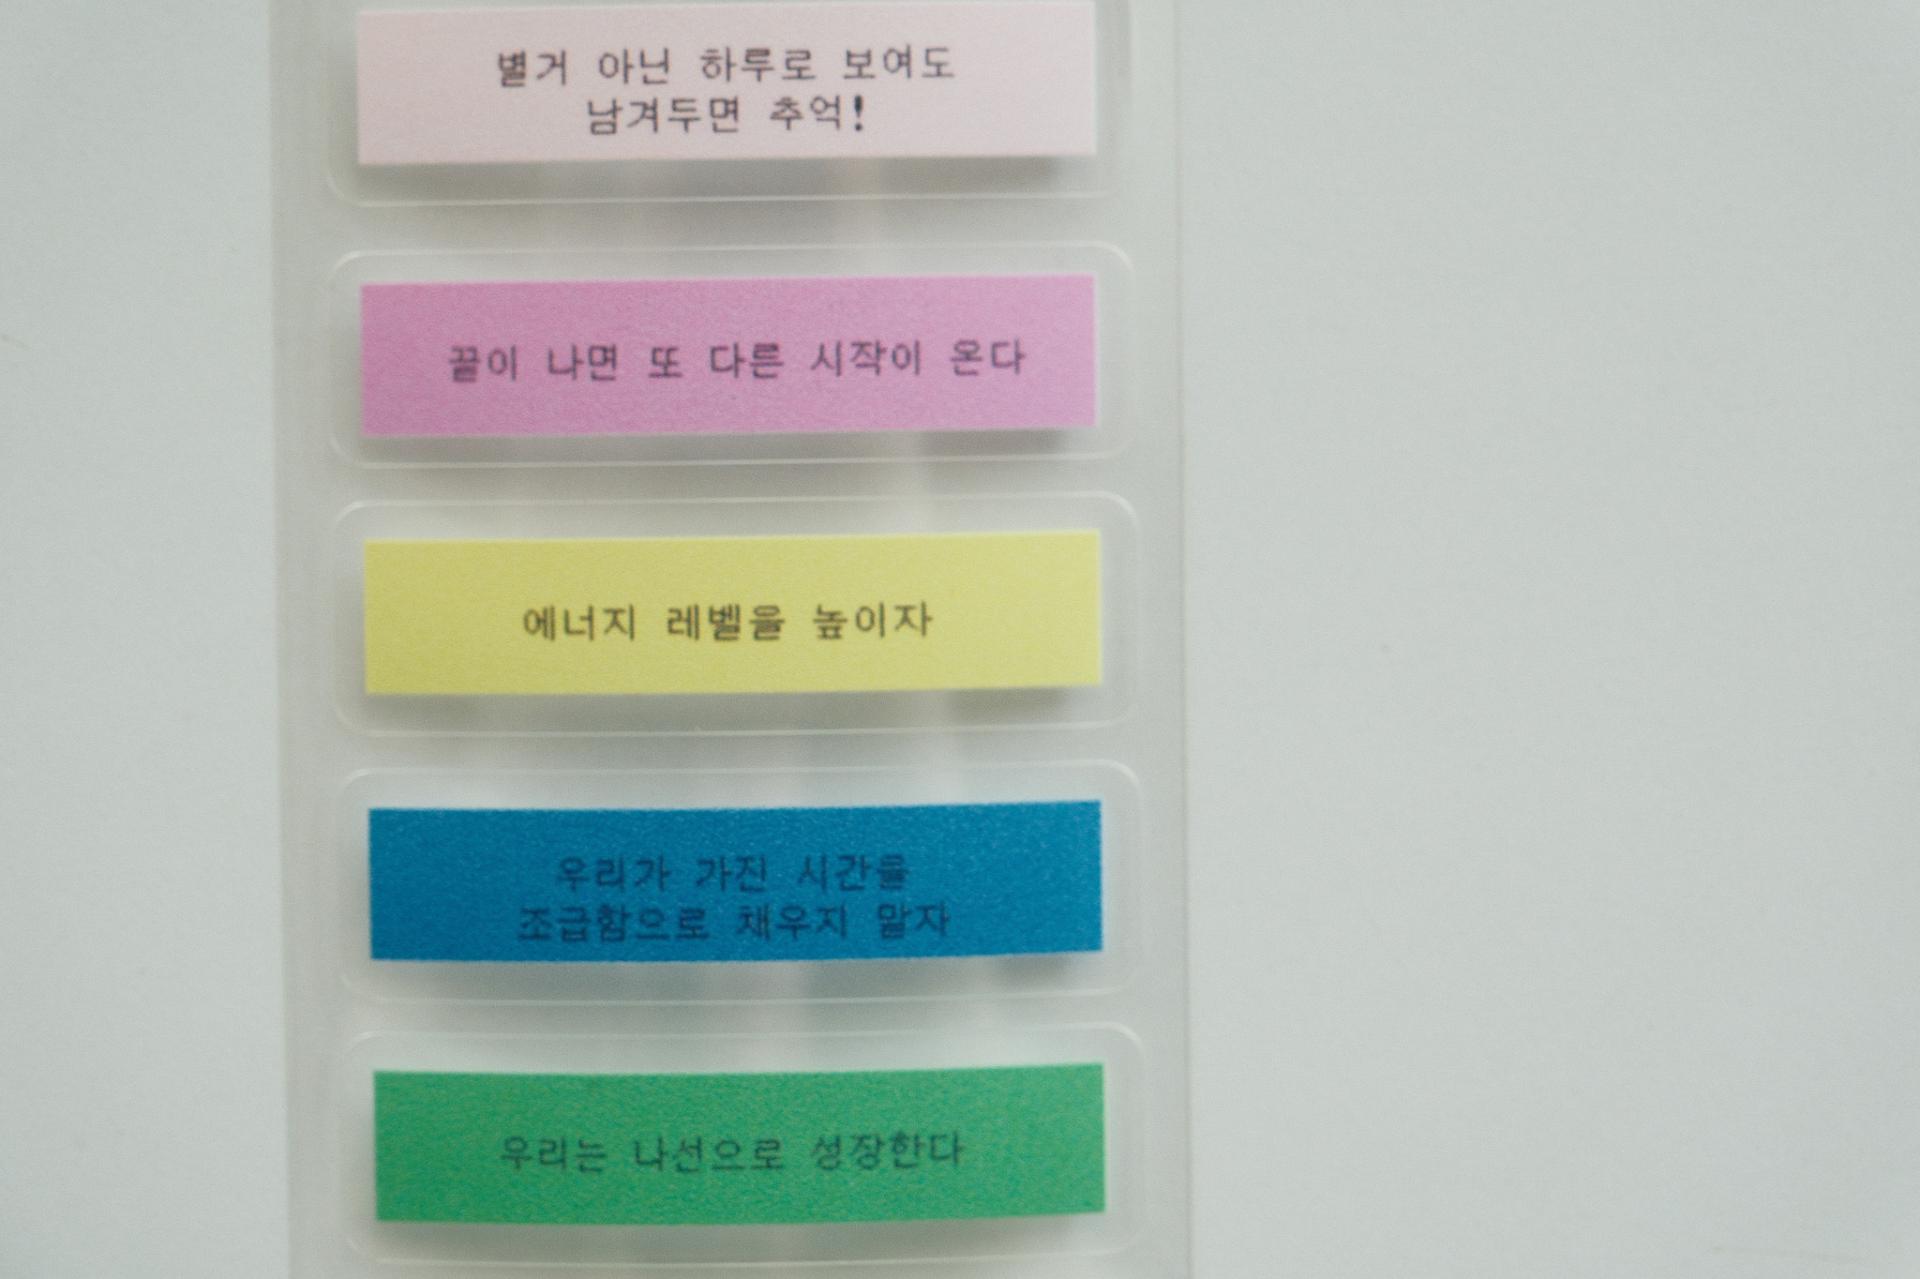 별거 아닌 하루로 보여도
남겨두면 추억!
끝이 나면 또 다른 시작이 온다
에너지 레벨을 높이자
우리가 가진 시간을
조급함으로 채우지 말자
우리는 나선으로 성장한다